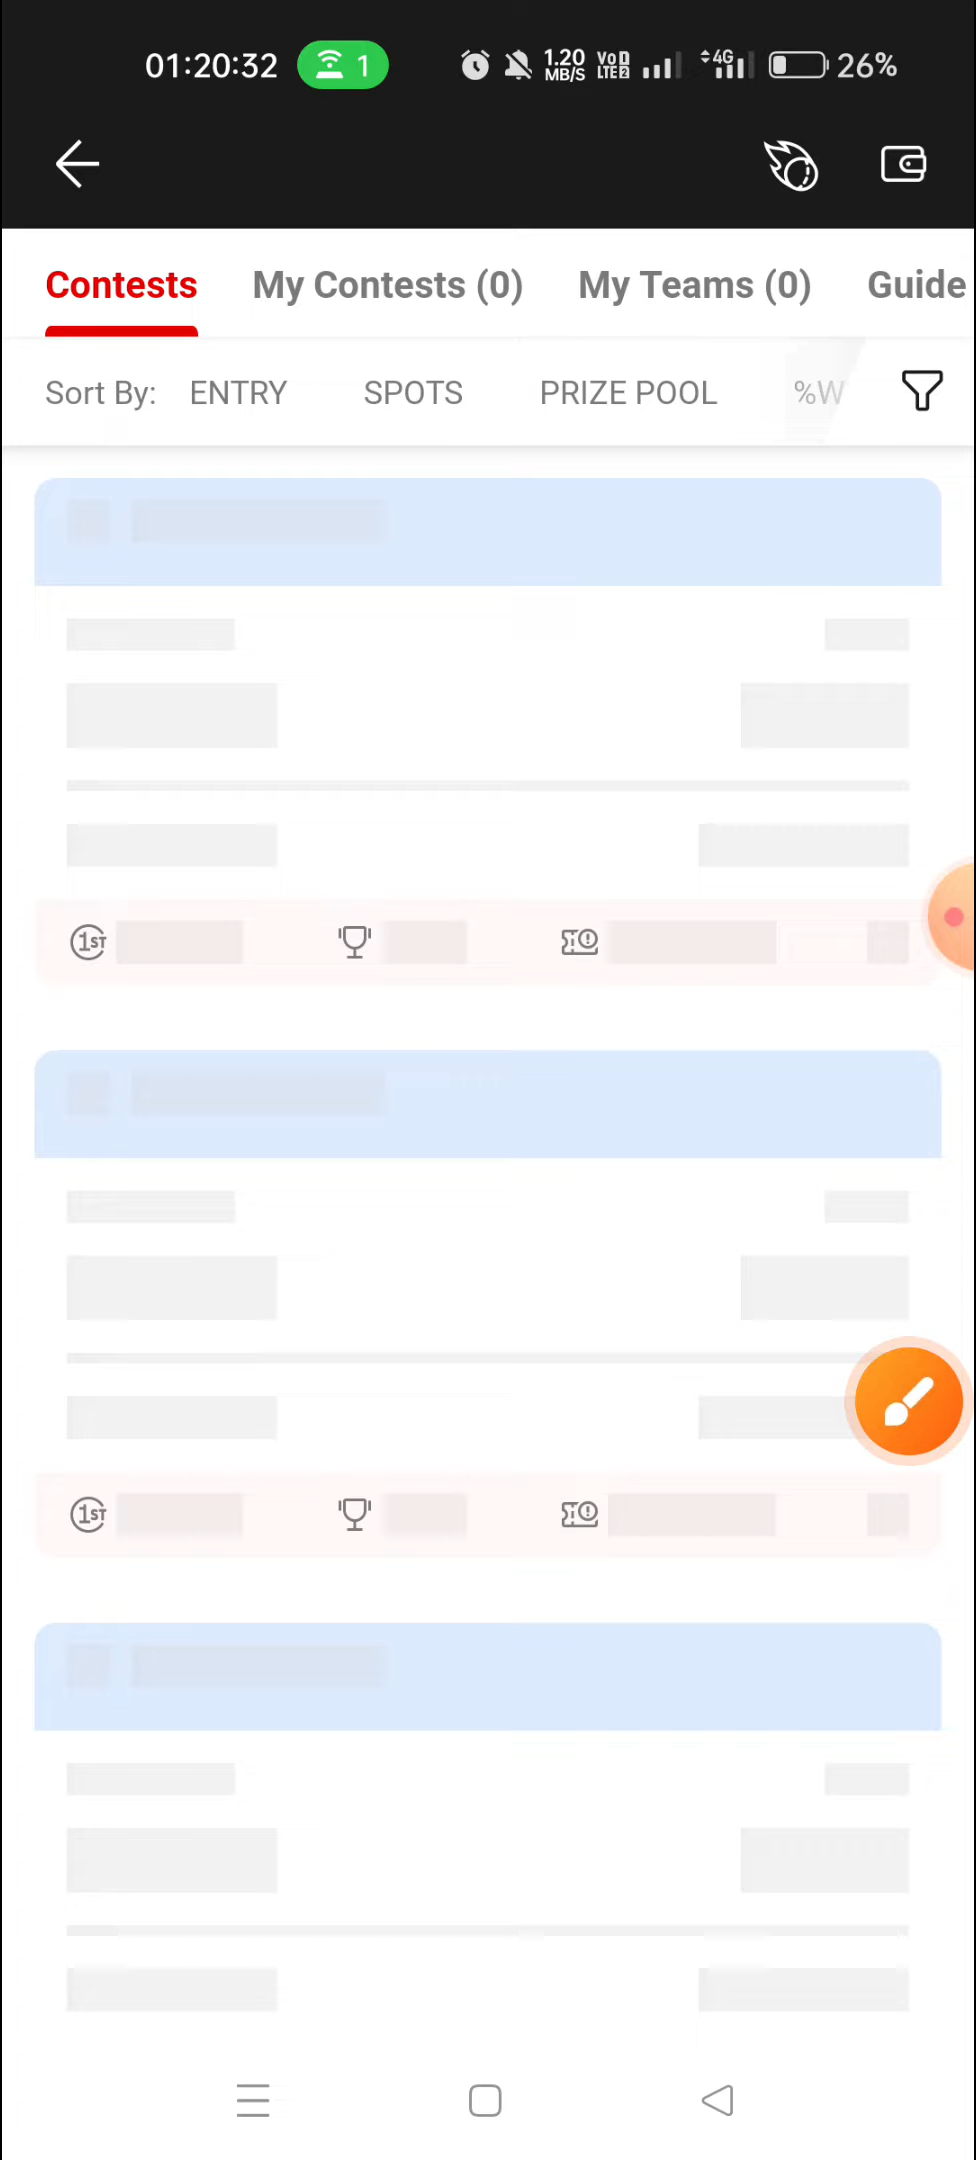 01:20:32 1 1.20 MB/S VoD LTE2 4G 26%
Contests My Contests (0) My Teams (0) Guide
Sort By: ENTRY SPOTS PRIZE POOL %W
1ST
1ST